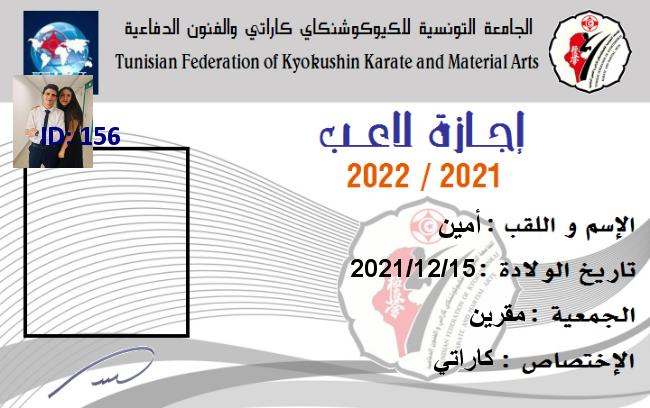 الجامعة التونسية للكيوكوشنكاي كاراتي والفنون الدفاعية
Tunisian Federation of Kyokushin Karate and Material Arts
ID: 156
إجازة لاعب
2022 / 2021
الإسم و اللقب : أمين
تاريخ الولادة : 2021/12/15
الجمعية : مقرين
الإختصاص : كاراتي